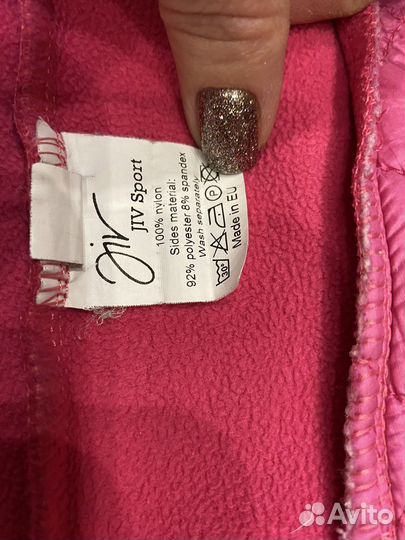 jiv
JIV Sport
100% nylon
Sides material:
92% polyester 8% spandex
Wash separately
30°
P
Made in EU
Avito